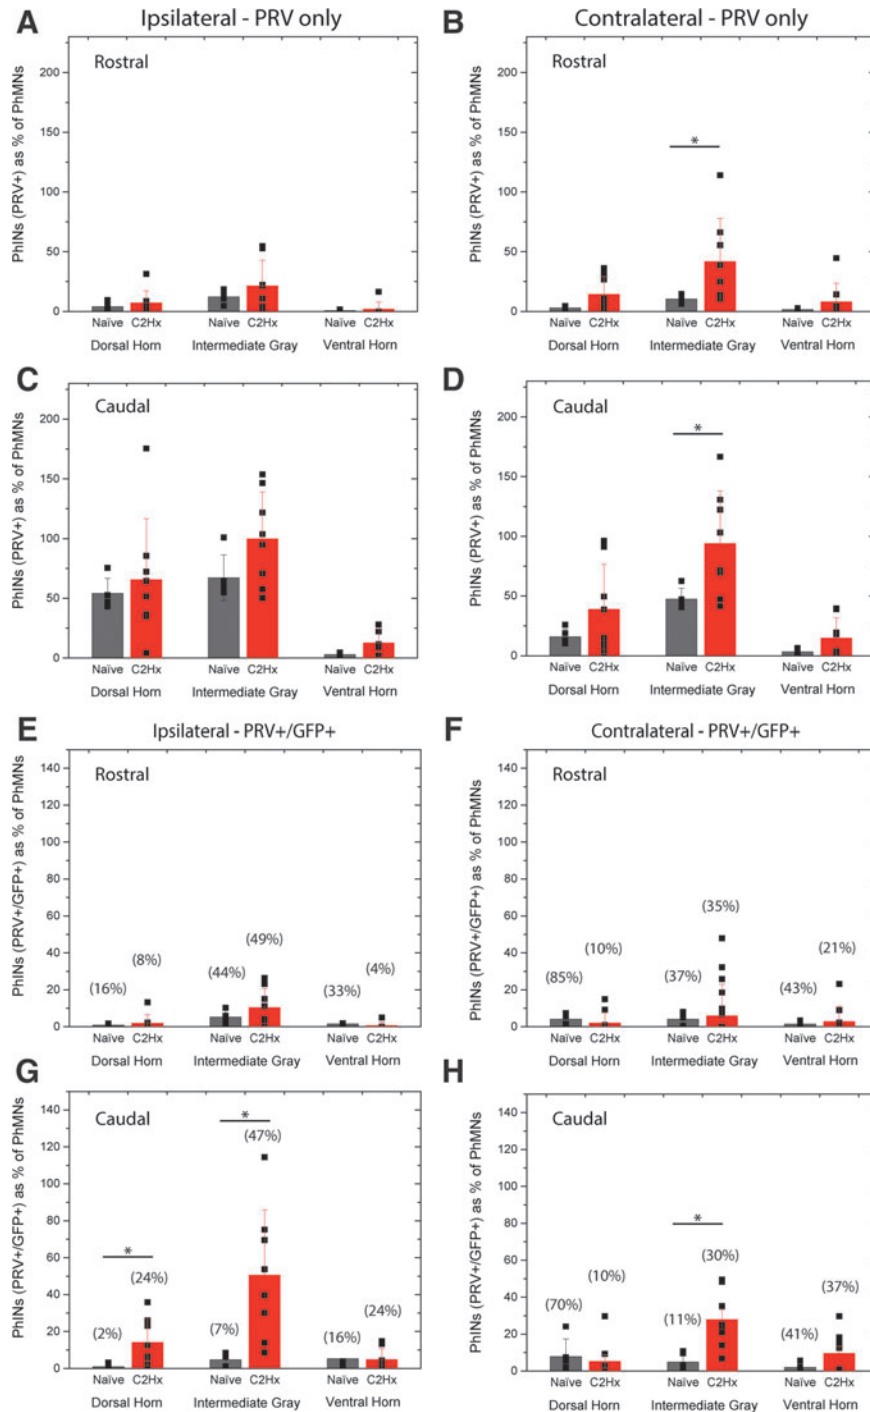 A
Ipsilateral - PRV only
Rostral
PhINs (PRV+) as % of PhMNs
200
150
100
50
0
Naïve C2Hx Naïve C2Hx Naïve C2Hx
Dorsal Horn Intermediate Gray Ventral Horn
B
Contralateral - PRV only
Rostral
PhINs (PRV+) as % of PhMNs
200
150
100
50
0
*
Naïve C2Hx Naïve C2Hx Naïve C2Hx
Dorsal Horn Intermediate Gray Ventral Horn
C
Caudal
PhINs (PRV+) as % of PhMNs
200
150
100
50
0
Naïve C2Hx Naïve C2Hx Naïve C2Hx
Dorsal Horn Intermediate Gray Ventral Horn
D
Caudal
PhINs (PRV+) as % of PhMNs
200
150
100
50
0
*
Naïve C2Hx Naïve C2Hx Naïve C2Hx
Dorsal Horn Intermediate Gray Ventral Horn
E
Ipsilateral - PRV+/GFP+
Rostral
PhINs (PRV+/GFP+) as % of PhMNs
140
120
100
80
60
40
20
0
(16%) (8%) (44%) (49%) (33%) (4%)
Naïve C2Hx Naïve C2Hx Naïve C2Hx
Dorsal Horn Intermediate Gray Ventral Horn
F
Contralateral - PRV+/GFP+
Rostral
PhINs (PRV+/GFP+) as % of PhMNs
140
120
100
80
60
40
20
0
(85%) (10%) (37%) (35%) (43%) (21%)
Naïve C2Hx Naïve C2Hx Naïve C2Hx
Dorsal Horn Intermediate Gray Ventral Horn
G
Caudal
PhINs (PRV+/GFP+) as % of PhMNs
140
120
100
80
60
40
20
0
* *
(2%) (24%) (7%) (47%) (16%) (24%)
Naïve C2Hx Naïve C2Hx Naïve C2Hx
Dorsal Horn Intermediate Gray Ventral Horn
H
Caudal
PhINs (PRV+/GFP+) as % of PhMNs
140
120
100
80
60
40
20
0
*
(70%) (10%) (11%) (30%) (41%) (37%)
Naïve C2Hx Naïve C2Hx Naïve C2Hx
Dorsal Horn Intermediate Gray Ventral Horn